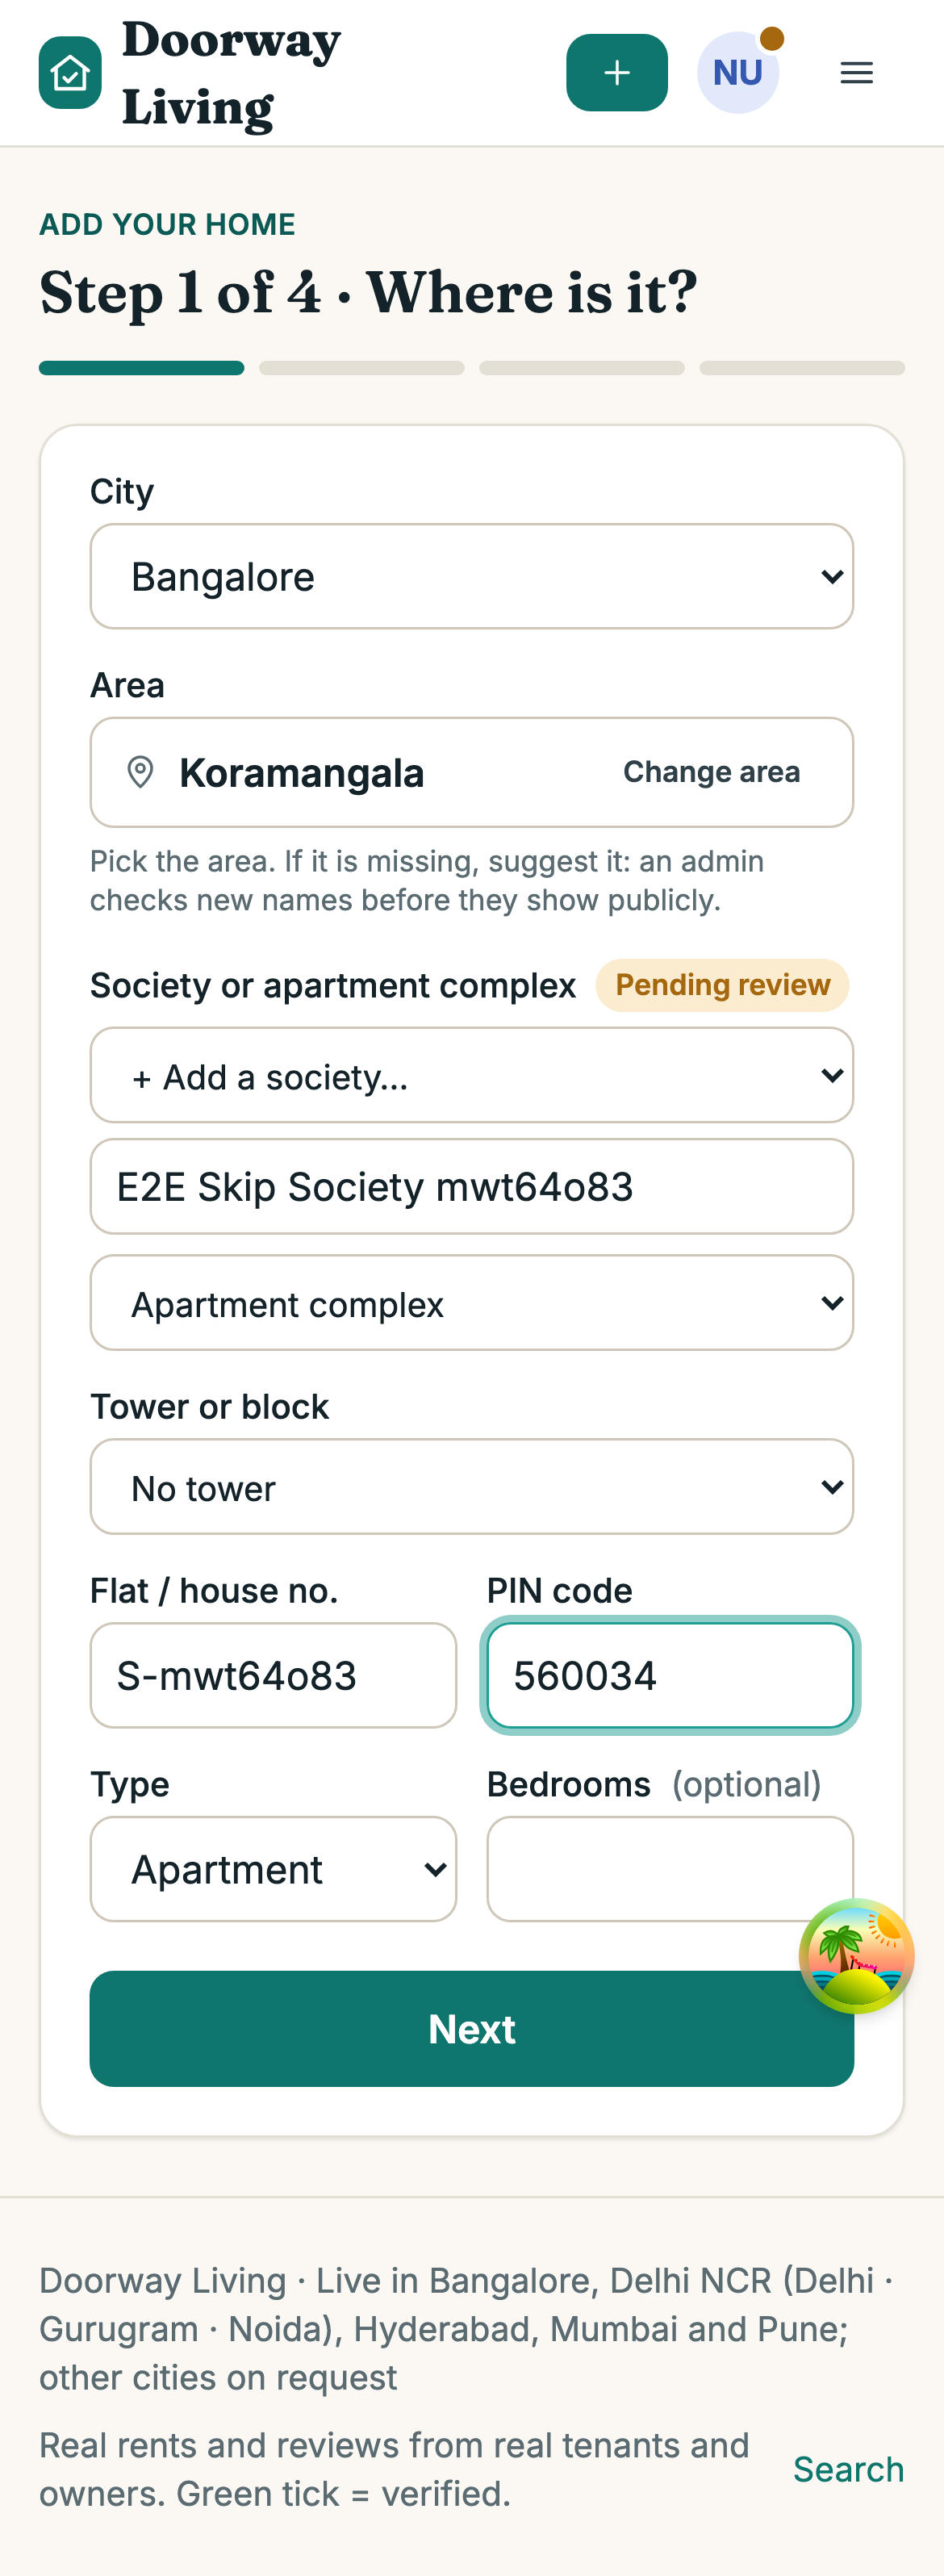 Doorway
Living
NU
ADD YOUR HOME
Step 1 of 4 · Where is it?
City
Bangalore
Area
Koramangala
Change area
Pick the area. If it is missing, suggest it: an admin
checks new names before they show publicly.
Society or apartment complex
Pending review
+ Add a society...
E2E Skip Society mwt64o83
Apartment complex
Tower or block
No tower
Flat / house no.
PIN code
S-mwt64o83
560034
Type
Bedrooms (optional)
Apartment
Next
Doorway Living · Live in Bangalore, Delhi NCR (Delhi ·
Gurugram · Noida), Hyderabad, Mumbai and Pune;
other cities on request
Real rents and reviews from real tenants and
owners. Green tick = verified.
Search